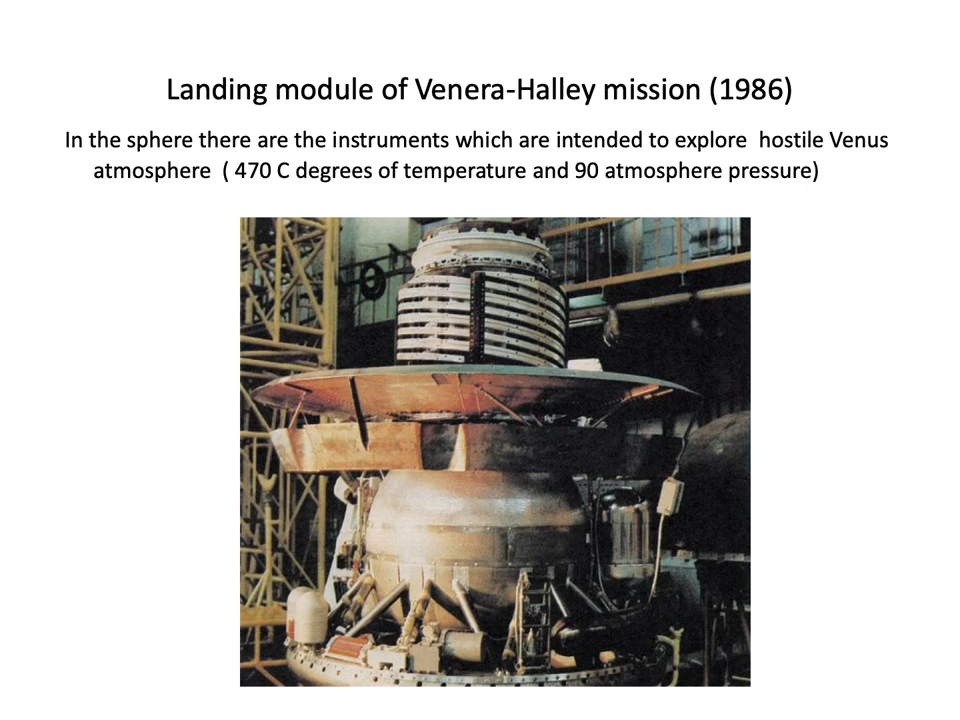 Landing module of Venera-Halley mission (1986)
In the sphere there are the instruments which are intended to explore  hostile Venus
atmosphere  ( 470 C degrees of temperature and 90 atmosphere pressure)